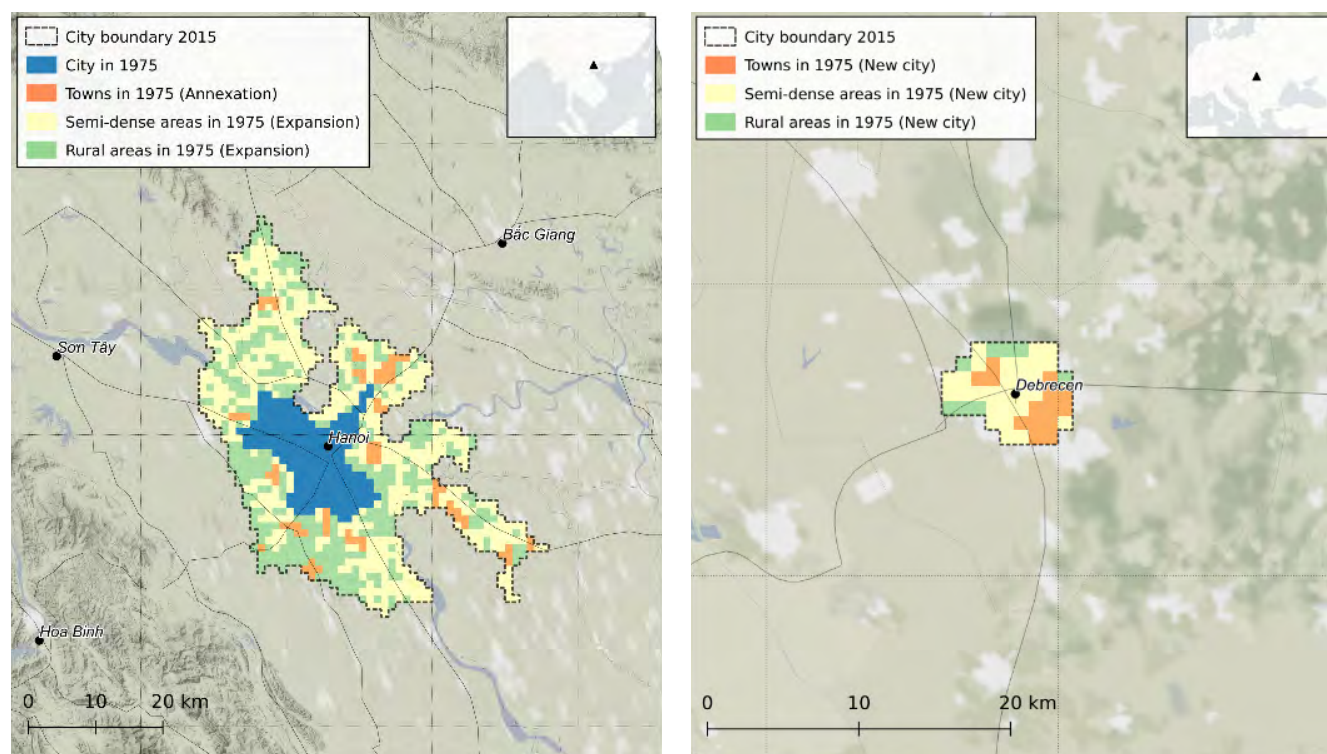 City boundary 2015
City in 1975
Towns in 1975 (Annexation)
Semi-dense areas in 1975 (Expansion)
Rural areas in 1975 (Expansion)
Bắc Giang
Sơn Tây
Hanoi
Hoa Binh
0 10 20 km
City boundary 2015
Towns in 1975 (New city)
Semi-dense areas in 1975 (New city)
Rural areas in 1975 (New city)
Debrecen
0 10 20 km